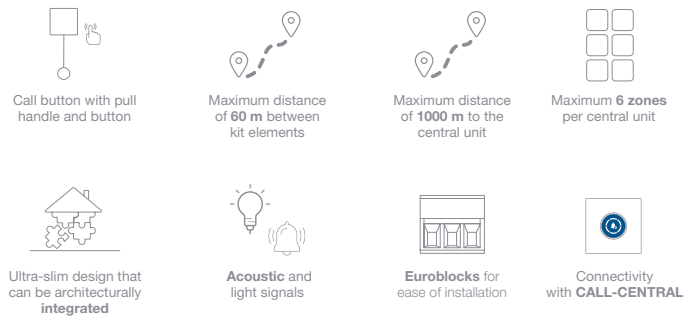 Call button with pull
handle and button
Maximum distance
of 60 m between
kit elements
Maximum distance
of 1000 m to the
central unit
Maximum 6 zones
per central unit
Ultra-slim design that
can be architecturally
integrated
Acoustic and
light signals
Euroblocks for
ease of installation
Connectivity
with CALL-CENTRAL